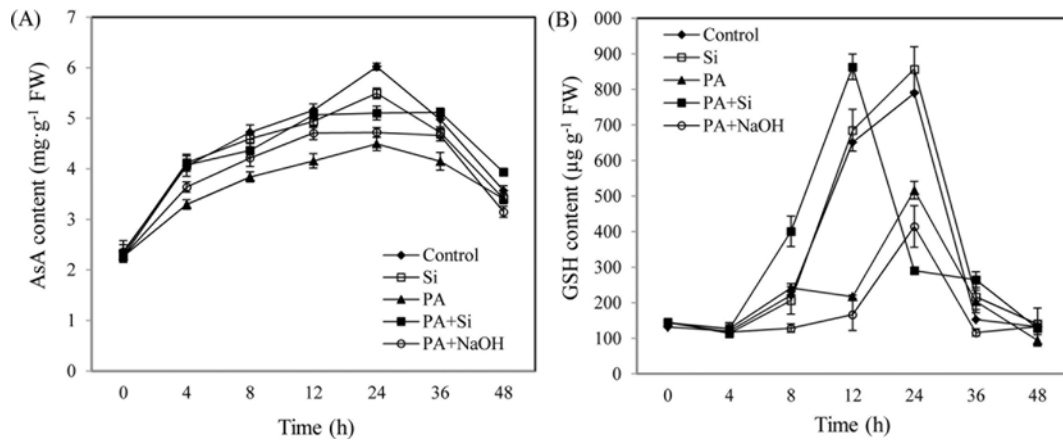 (A)
7
6
5
4
3
2
1
0
AsA content (mg·g⁻¹ FW)
Control
Si
PA
PA+Si
PA+NaOH
0 4 8 12 24 36 48
Time (h)
(B)
000
900
800
700
600
500
400
300
200
100
0
GSH content (μg g⁻¹ FW)
Control
Si
PA
PA+Si
PA+NaOH
0 4 8 12 24 36 48
Time (h)